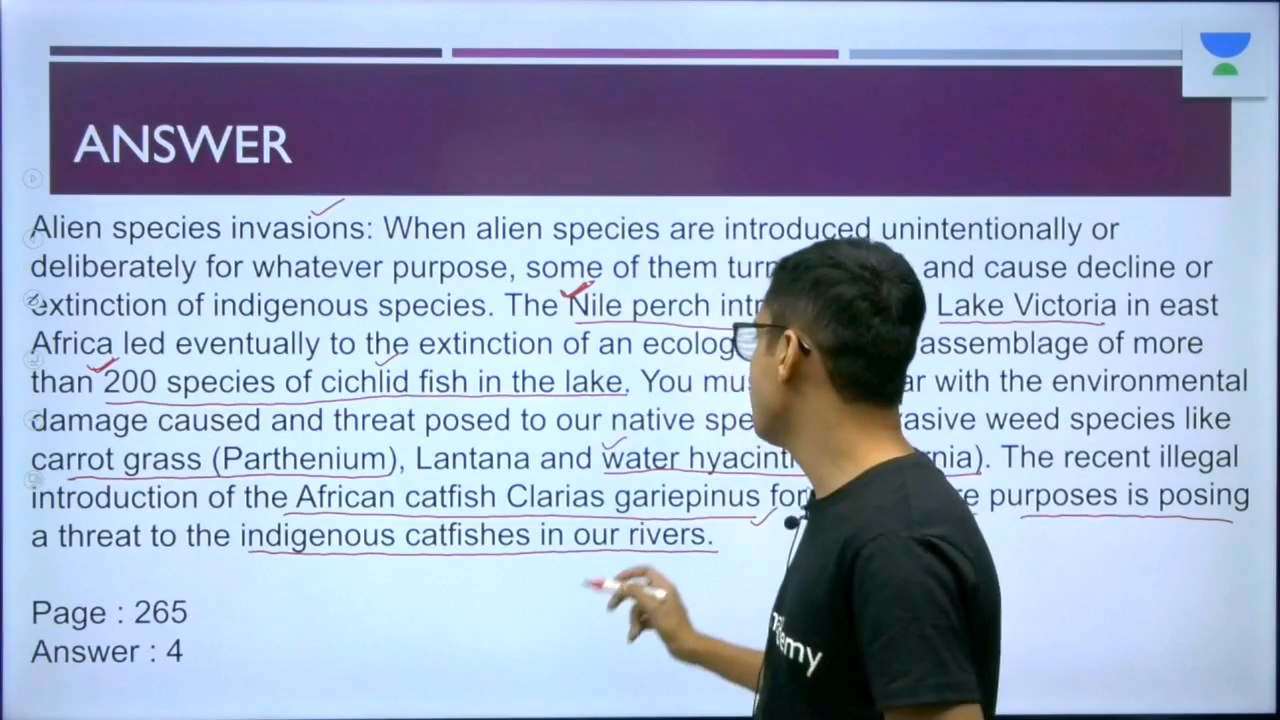 ANSWER
Alien species invasions: When alien species are introduced unintentionally or
deliberately for whatever purpose, some of them turn and cause decline or
extinction of indigenous species. The Nile perch Lake Victoria in east
Africa led eventually to the extinction of an assemblage of more
than 200 species of cichlid fish in the lake. You with the environmental
damage caused and threat posed to our native weed species like
carrot grass (Parthenium), Lantana and water The recent illegal
introduction of the African catfish Clarias gariepinus purposes is posing
a threat to the indigenous catfishes in our rivers.
Page : 265
Answer : 4